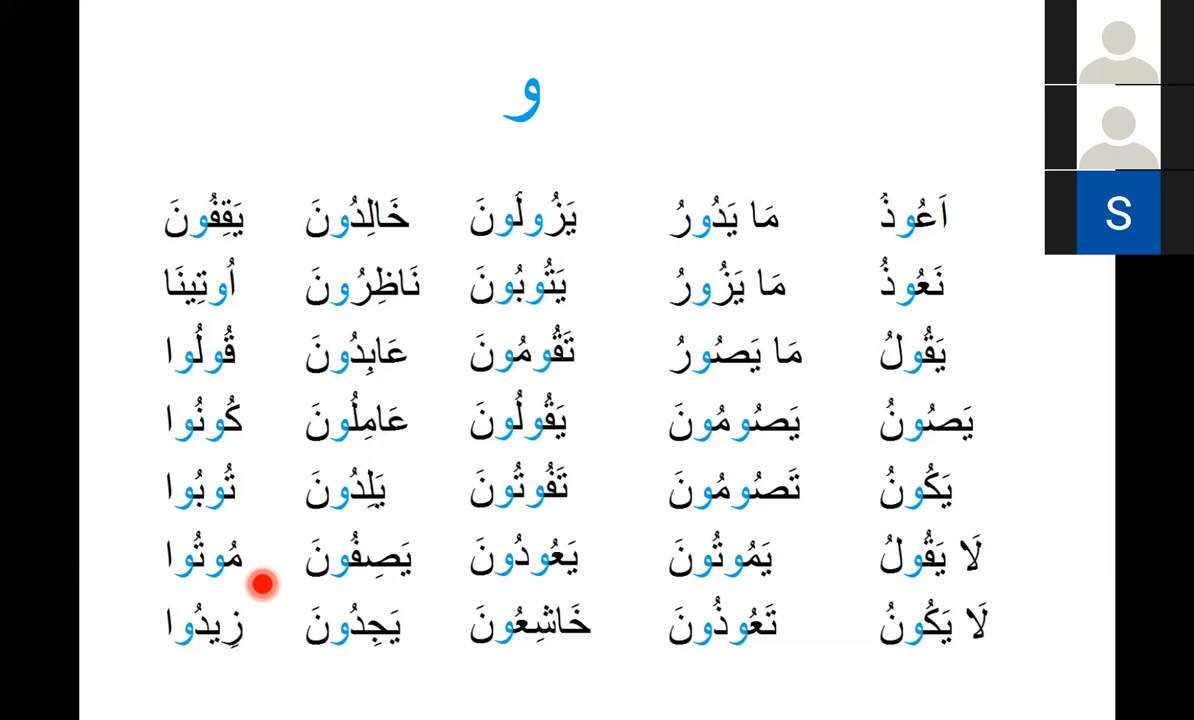 و
اَعُوذُ مَا يَدُورُ يَزُولُونَ خَالِدُونَ يَقِفُونَ
نَعُوذُ مَا يَزُورُ يَتُوبُونَ نَاظِرُونَ اُوتِينَا
يَقُولُ مَا يَصُورُ تَقُومُونَ عَابِدُونَ قُولُوا
يَصُونُ يَصُومُونَ يَقُولُونَ عَامِلُونَ كُونُوا
يَكُونُ تَصُومُونَ تَفُوتُونَ يَلِدُونَ تُوبُوا
لَا يَقُولُ يَمُوتُونَ يَعُودُونَ يَصِفُونَ مُوتُوا
لَا يَكُونُ تَعُوذُونَ خَاشِعُونَ يَجِدُونَ زِيدُوا
S